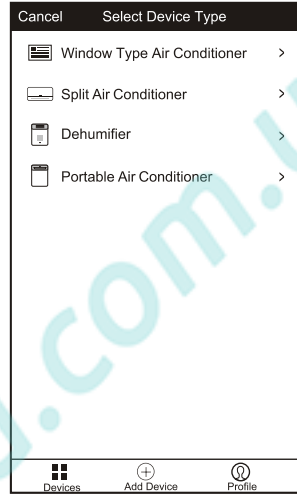 Cancel Select Device Type
Window Type Air Conditioner
Split Air Conditioner
Dehumifier
Portable Air Conditioner
Devices Add Device Profile